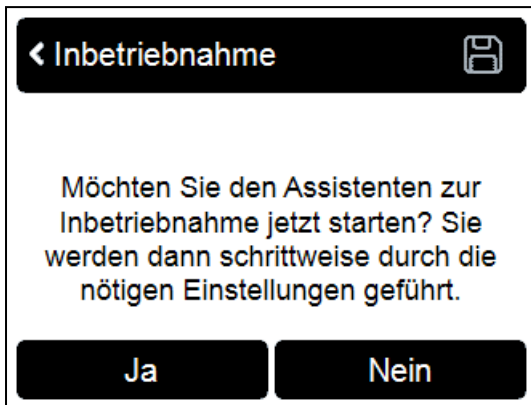 Inbetriebnahme
Möchten Sie den Assistenten zur
Inbetriebnahme jetzt starten? Sie
werden dann schrittweise durch die
nötigen Einstellungen geführt.
Ja
Nein